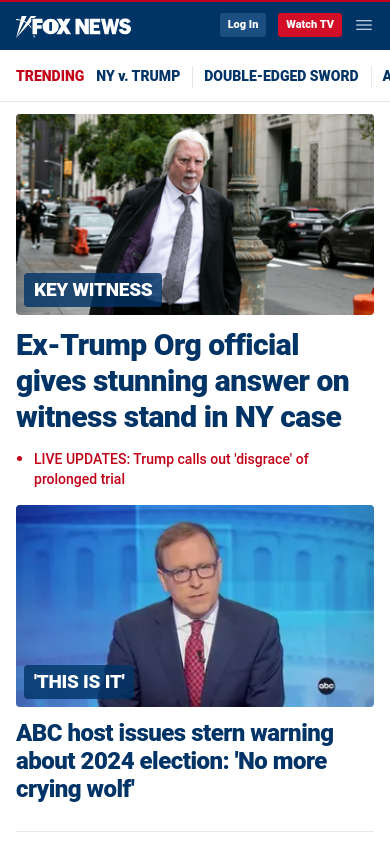 FOX NEWS
Log In
Watch TV
TRENDING
NY v. TRUMP
DOUBLE-EDGED SWORD
A
KEY WITNESS
Ex-Trump Org official
gives stunning answer on
witness stand in NY case
LIVE UPDATES: Trump calls out 'disgrace' of
prolonged trial
abc
'THIS IS IT'
ABC host issues stern warning
about 2024 election: 'No more
crying wolf'